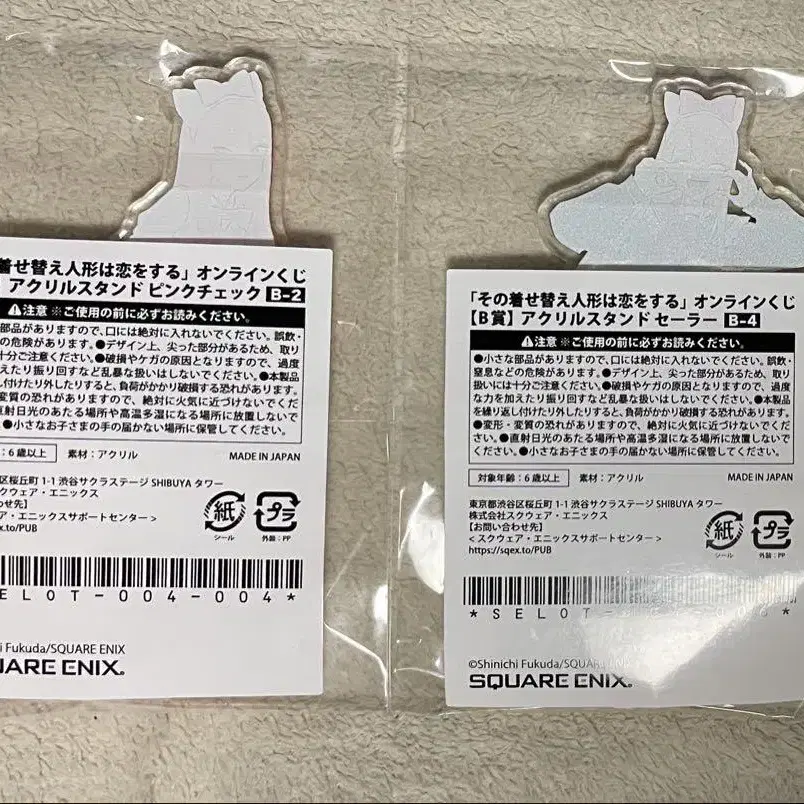 着せ替え人形は恋をする」オンラインくじ
アクリルスタンド ピンクチェック B-2
⚠注意 ※ご使用の前に必ずお読みください。
部品がありますので、口には絶対に入れないでください。誤飲・
の危険があります。●デザイン上、尖った部分があるため、取り
十分ご注意ください。●破損やケガの原因となりますので、過度
えたり振り回すなど乱暴な扱いはしないでください。●本製品
し付けたり外したりすると、負荷がかかり破損する恐れがあります。
変質の恐れがありますので、絶対に火気に近づけないでくだ
直射日光のあたる場所や高温多湿になる場所に放置しないで
●小さなお子さまの手の届かない場所に保管してください。
：6歳以上 素材：アクリル MADE IN JAPAN
区桜丘町 1-1 渋谷サクラステージ SHIBUYA タワー
スクウェア・エニックス
わせ先】
ア・エニックスサポートセンター >
ex.to/PUB
紙 プラ
シール 外装：PP
ELOT-004-004*
i Fukuda/SQUARE ENIX
UARE ENIX.
「その着せ替え人形は恋をする」オンラインくじ
【B賞】アクリルスタンド セーラー B-4
⚠注意 ※ご使用の前に必ずお読みください。
●小さな部品がありますので、口には絶対に入れないでください。誤飲・
窒息などの危険があります。●デザイン上、尖った部分があるため、取り
扱いには十分ご注意ください。●破損やケガの原因となりますので、過度
な力を加えたり振り回すなど乱暴な扱いはしないでください。●本製品
を繰り返し付けたり外したりすると、負荷がかかり破損する恐れがあります。
●変形・変質の恐れがありますので、絶対に火気に近づけないでくだ
さい。●直射日光のあたる場所や高温多湿になる場所に放置しないで
ください。●小さなお子さまの手の届かない場所に保管してください。
対象年齢：6歳以上 素材：アクリル MADE IN JAPAN
東京都渋谷区桜丘町 1-1 渋谷サクラステージ SHIBUYA タワー
株式会社スクウェア・エニックス
【お問い合わせ先】
< スクウェア・エニックスサポートセンター >
https://sqex.to/PUB
紙 プラ
シール 外装：PP
*SELOT-
©Shinichi Fukuda/SQUARE ENIX
SQUARE ENIX.